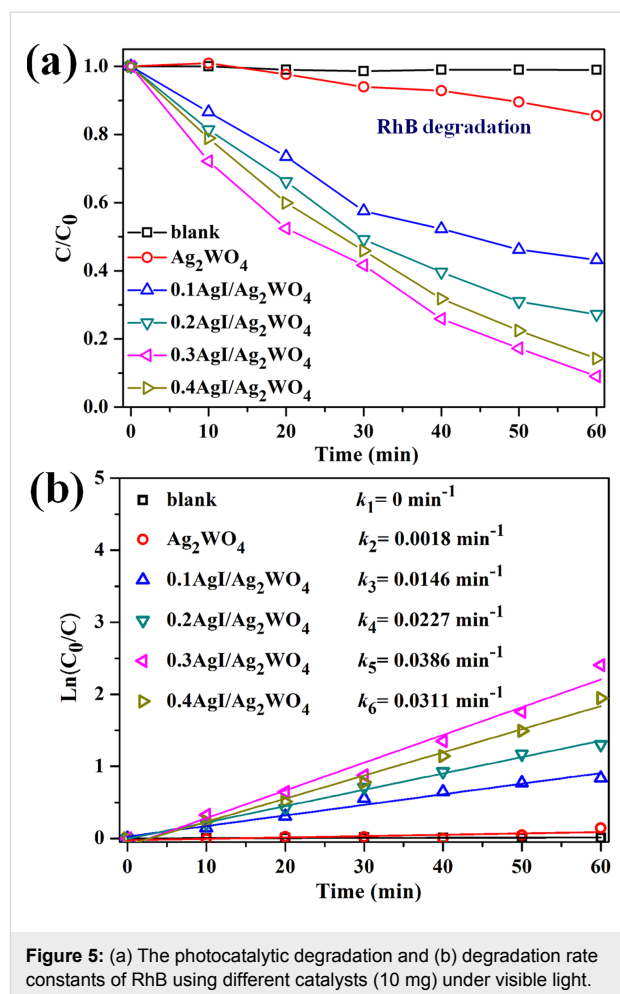 (a)
1.0
0.8
0.6
0.4
0.2
0.0
C/C0
RhB degradation
blank
Ag2WO4
0.1AgI/Ag2WO4
0.2AgI/Ag2WO4
0.3AgI/Ag2WO4
0.4AgI/Ag2WO4
0 10 20 30 40 50 60
Time (min)
(b)
5
4
3
2
1
0
Ln(C0/C)
blank k1= 0 min-1
Ag2WO4 k2= 0.0018 min-1
0.1AgI/Ag2WO4 k3= 0.0146 min-1
0.2AgI/Ag2WO4 k4= 0.0227 min-1
0.3AgI/Ag2WO4 k5= 0.0386 min-1
0.4AgI/Ag2WO4 k6= 0.0311 min-1
0 10 20 30 40 50 60
Time (min)
Figure 5: (a) The photocatalytic degradation and (b) degradation rate
constants of RhB using different catalysts (10 mg) under visible light.